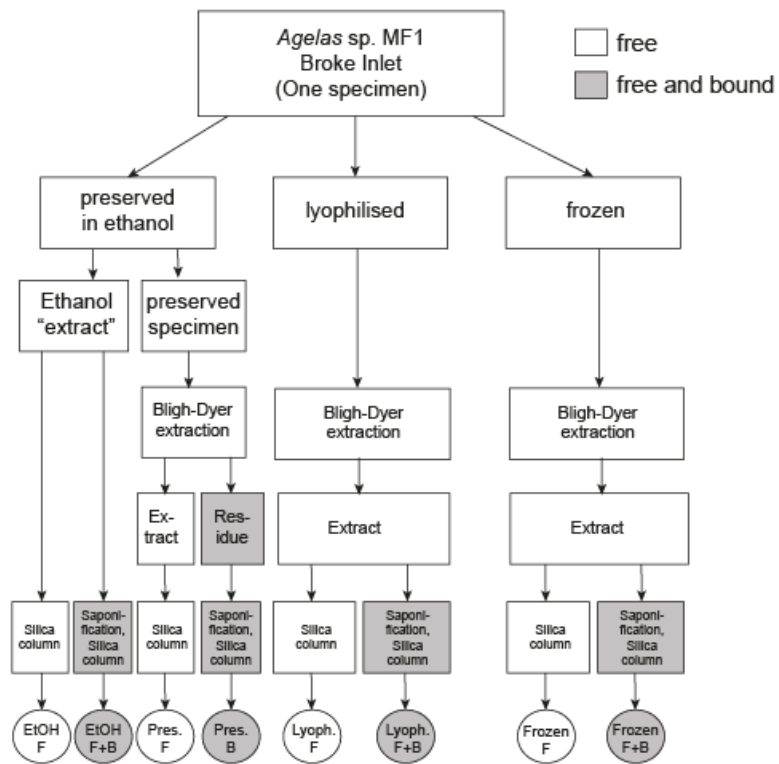 Agelas sp. MF1
Broke Inlet
(One specimen)
free
free and bound
preserved
in ethanol
lyophilised
frozen
Ethanol
"extract"
preserved
specimen
Bligh-Dyer
extraction
Bligh-Dyer
extraction
Bligh-Dyer
extraction
Ex-
tract
Res-
idue
Extract
Extract
Silica
column
Saponi-
fication,
Silica
column
Silica
column
Saponi-
fication,
Silica
column
Silica
column
Saponi-
fication,
Silica
column
Silica
column
Saponi-
fication,
Silica
column
EtOH
F
EtOH
F+B
Pres.
F
Pres.
B
Lyoph.
F
Lyoph.
F+B
Frozen
F
Frozen
F+B